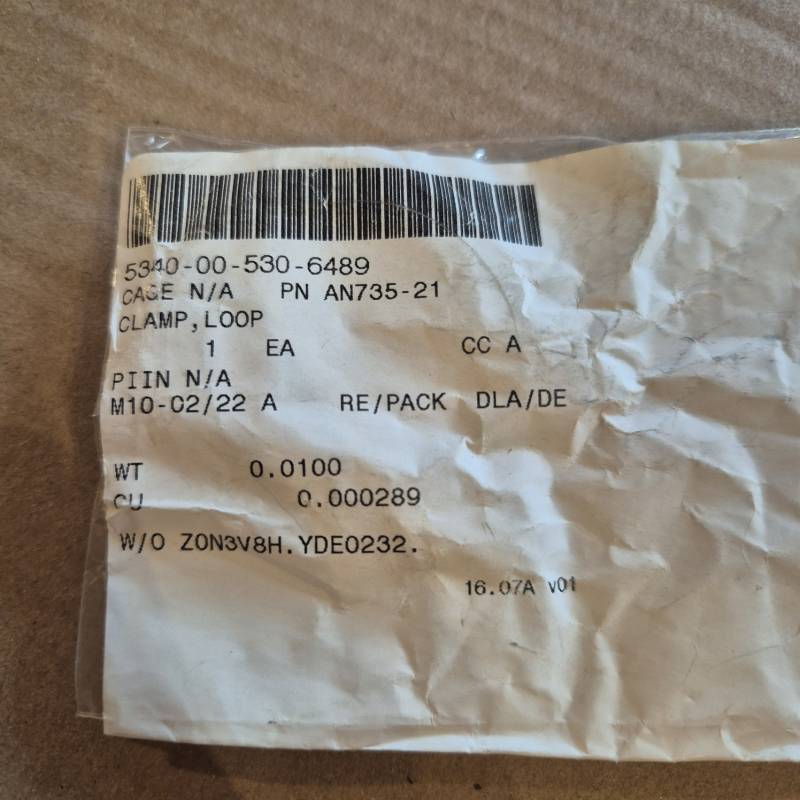 5340-00-530-6489
CASE N/A PN AN735-21
CLAMP,LOOP
1 EA CC A
PIIN N/A
M10-02/22 A RE/PACK DLA/DE
WT 0.0100
CU 0.000289
W/O Z0N3V8H.YDE0232.
16.07A v01